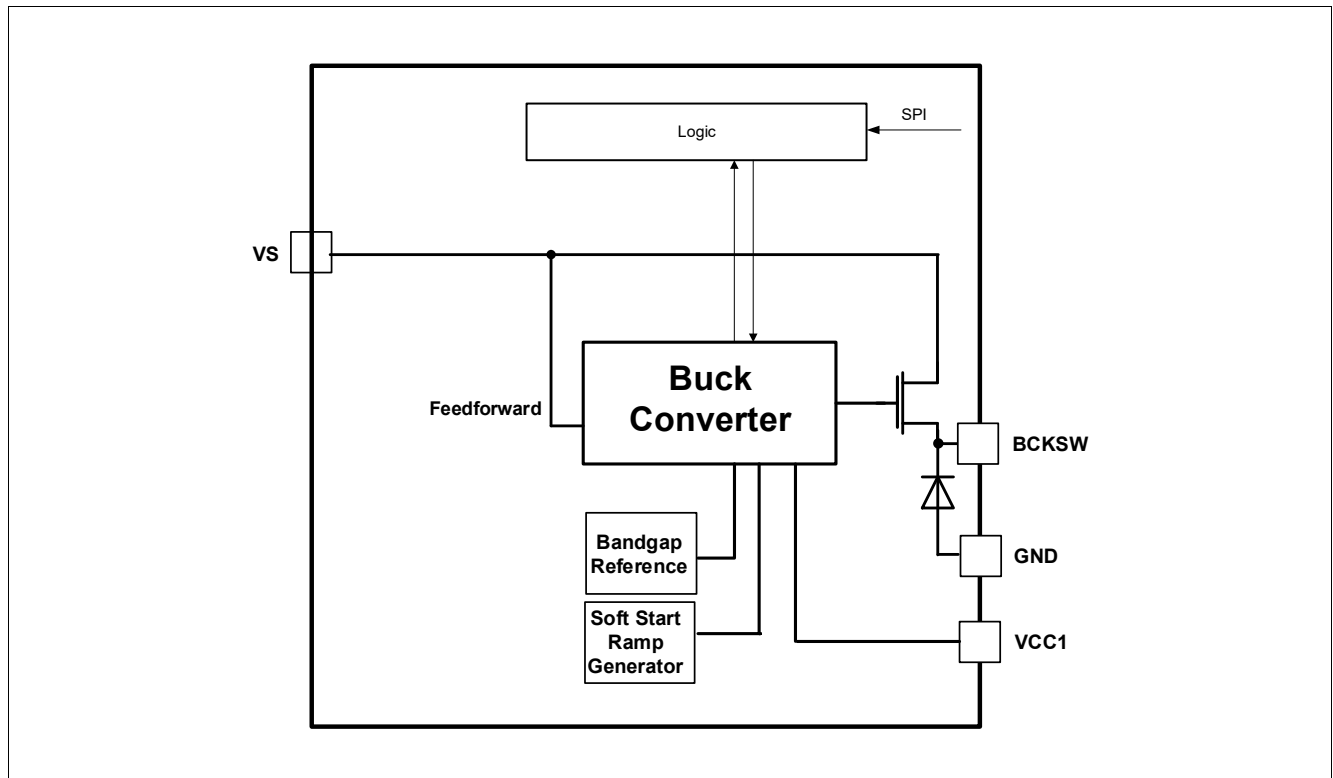 SPI
Logic
VS
Buck
Converter
Feedforward
BCKSW
Bandgap
Reference
GND
Soft Start
Ramp
Generator
VCC1